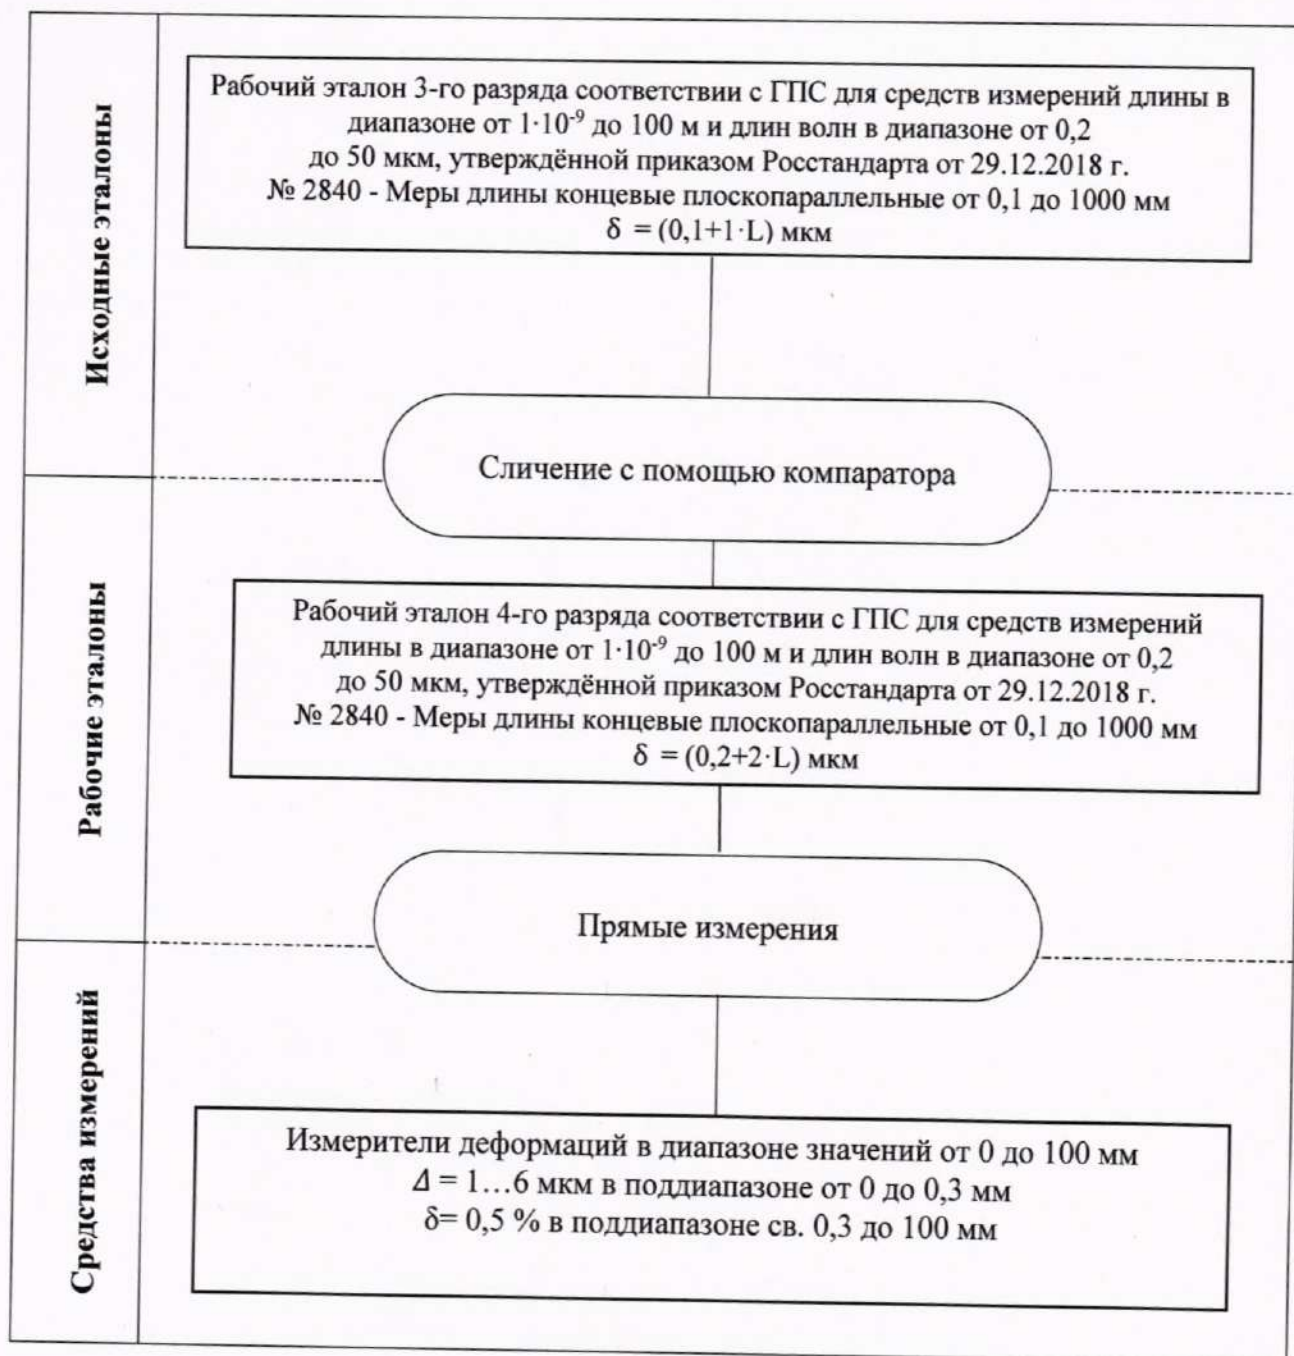 Исходные эталоны
Рабочий эталон 3-го разряда соответствии с ГПС для средств измерений длины в
диапазоне от 1·10⁻⁹ до 100 м и длин волн в диапазоне от 0,2
до 50 мкм, утверждённой приказом Росстандарта от 29.12.2018 г.
№ 2840 - Меры длины концевые плоскопараллельные от 0,1 до 1000 мм
δ = (0,1+1·L) мкм
Сличение с помощью компаратора
Рабочие эталоны
Рабочий эталон 4-го разряда соответствии с ГПС для средств измерений
длины в диапазоне от 1·10⁻⁹ до 100 м и длин волн в диапазоне от 0,2
до 50 мкм, утверждённой приказом Росстандарта от 29.12.2018 г.
№ 2840 - Меры длины концевые плоскопараллельные от 0,1 до 1000 мм
δ = (0,2+2·L) мкм
Прямые измерения
Средства измерений
Измерители деформаций в диапазоне значений от 0 до 100 мм
Δ = 1…6 мкм в поддиапазоне от 0 до 0,3 мм
δ= 0,5 % в поддиапазоне св. 0,3 до 100 мм